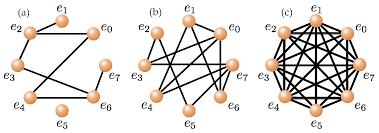 (a) e₁ (b) e₁ (c) e₁
e₂ e₀ e₂ e₀ e₂ e₀
e₃ e₇ e₃ e₇ e₃ e₇
e₄ e₆ e₄ e₆ e₄ e₆
e₅ e₅ e₅